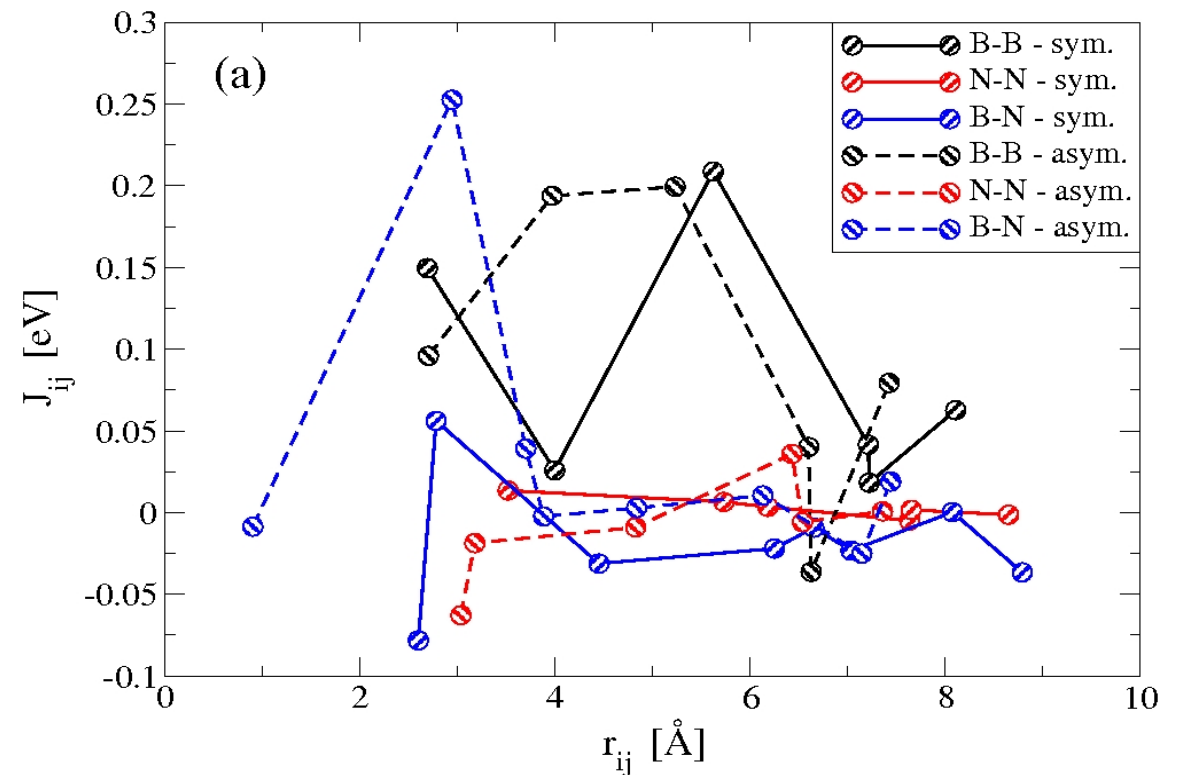 (a)
B-B - sym.
N-N - sym.
B-N - sym.
B-B - asym.
N-N - asym.
B-N - asym.
0.3
0.25
0.2
0.15
0.1
0.05
0
-0.05
-0.1
J_ij [eV]
0 2 4 6 8 10
r_ij [Å]